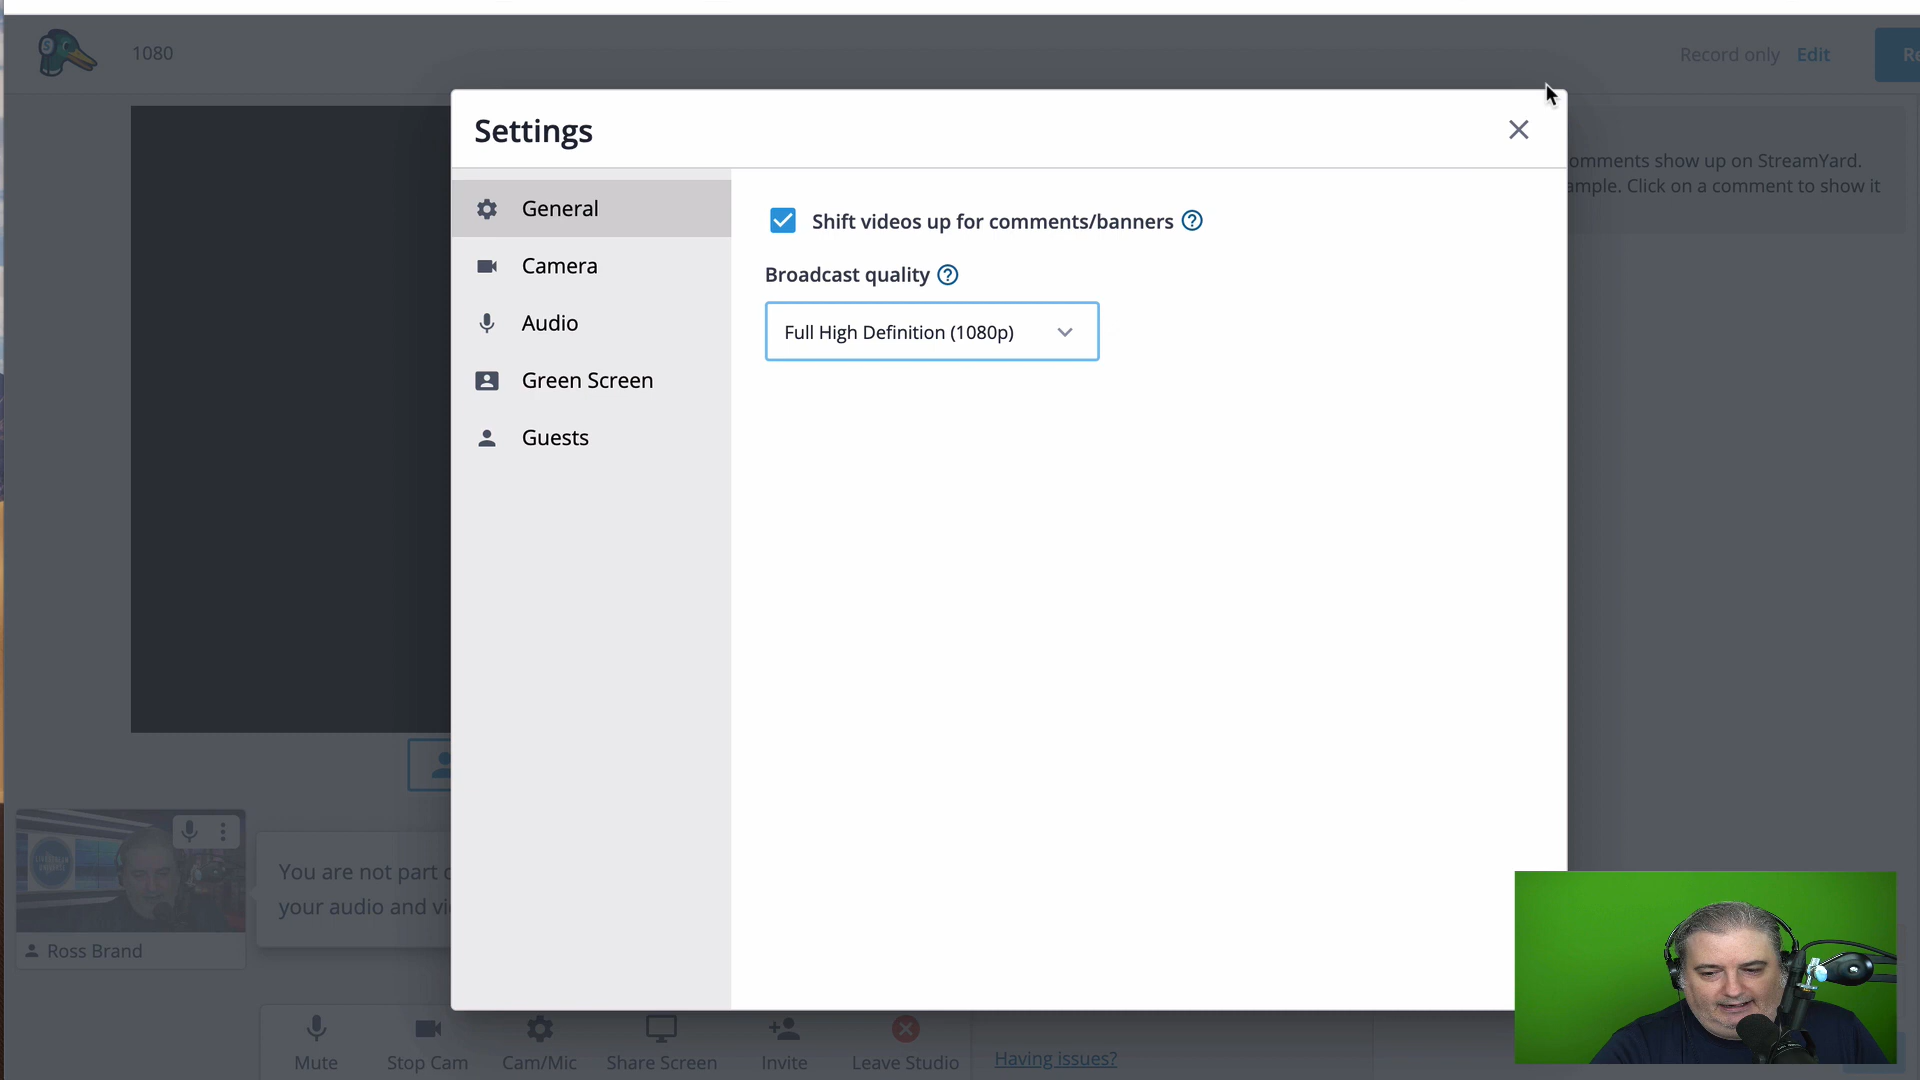 1080
Record only Edit
Settings
omments show up on StreamYard.
ample. Click on a comment to show it
General
Camera
Audio
Green Screen
Guests
Shift videos up for comments/banners
Broadcast quality
Full High Definition (1080p)
You are not part
your audio and
Ross Brand
Mute
Stop Cam
Cam/Mic
Share Screen
Invite
Leave Studio
Having issues?